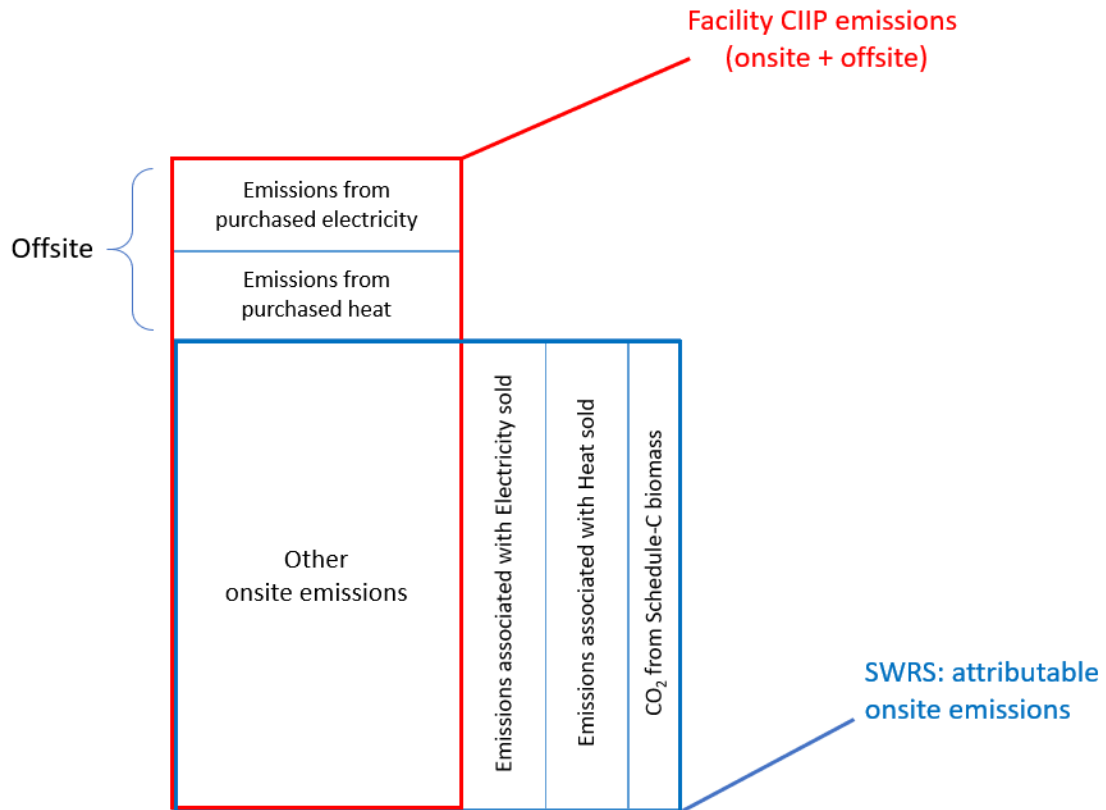 Facility CIIP emissions
(onsite + offsite)
Emissions from
purchased electricity
Offsite
Emissions from
purchased heat
Other
onsite emissions
Emissions associated with Electricity sold
Emissions associated with Heat sold
CO₂ from Schedule-C biomass
SWRS: attributable
onsite emissions